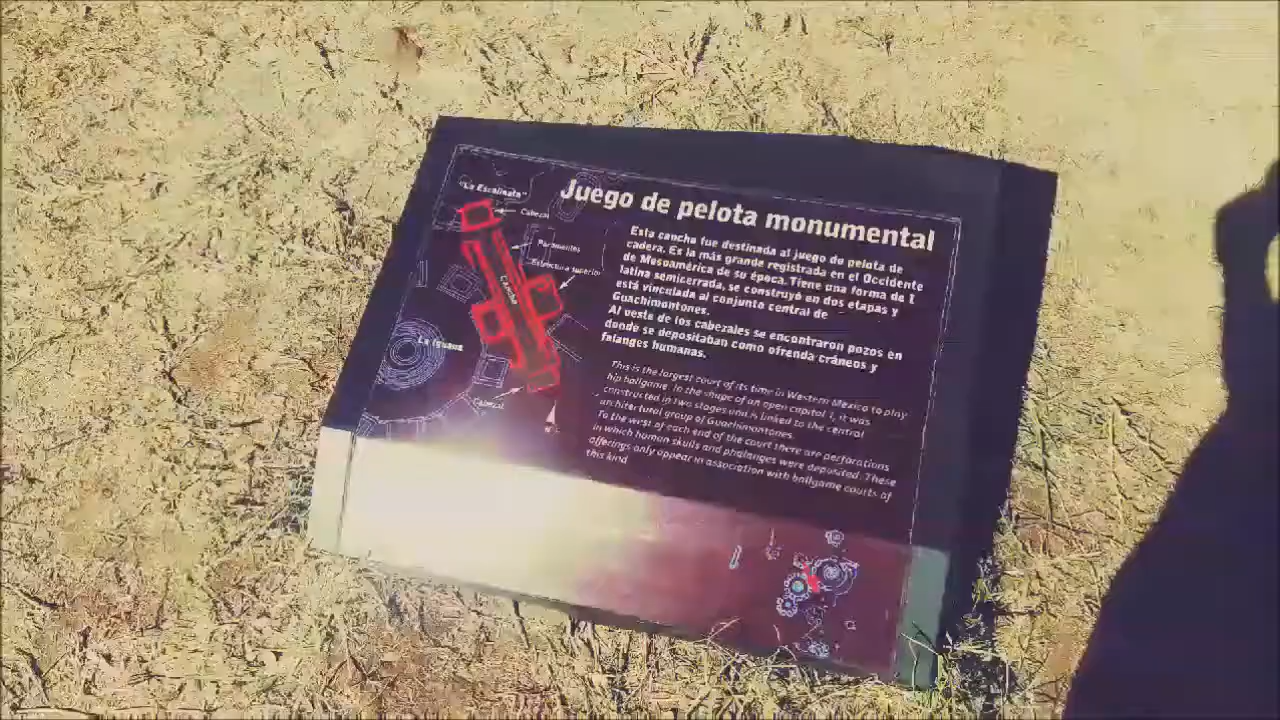 Juego de pelota monumental
"La Escalinata"
Cabezal
Paramentos
Estructura superior
Cancha
La Iguana
Cabezal
Esta cancha fue destinada al juego de pelota de
cadera. Es la más grande registrada en el Occidente
de Mesoamérica de su época. Tiene una forma de I
latina semicerrada, se construyó en dos etapas y
está vinculada al conjunto central de
Guachimontones.
Al oeste de los cabezales se encontraron pozos en
donde se depositaban como ofrenda cráneos y
falanges humanas.
This is the largest court of its time in Western Mexico to play
hip ballgame. In the shape of an open capital I, it was
constructed in two stages and is linked to the central
architectural group of Guachimontones.
To the west of each end of the court there are perforations
in which human skulls and phalanges were deposited. These
offerings only appear in association with ballgame courts of
this kind